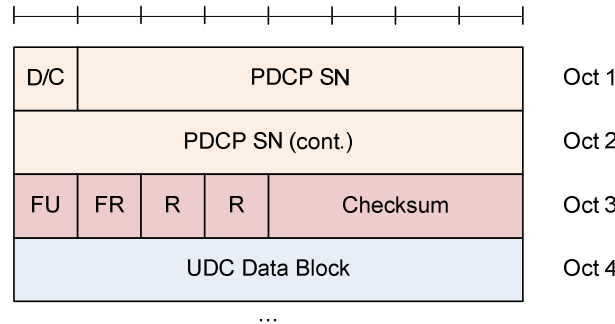 D/C PDCP SN Oct 1
PDCP SN (cont.) Oct 2
FU FR R R Checksum Oct 3
UDC Data Block Oct 4
...